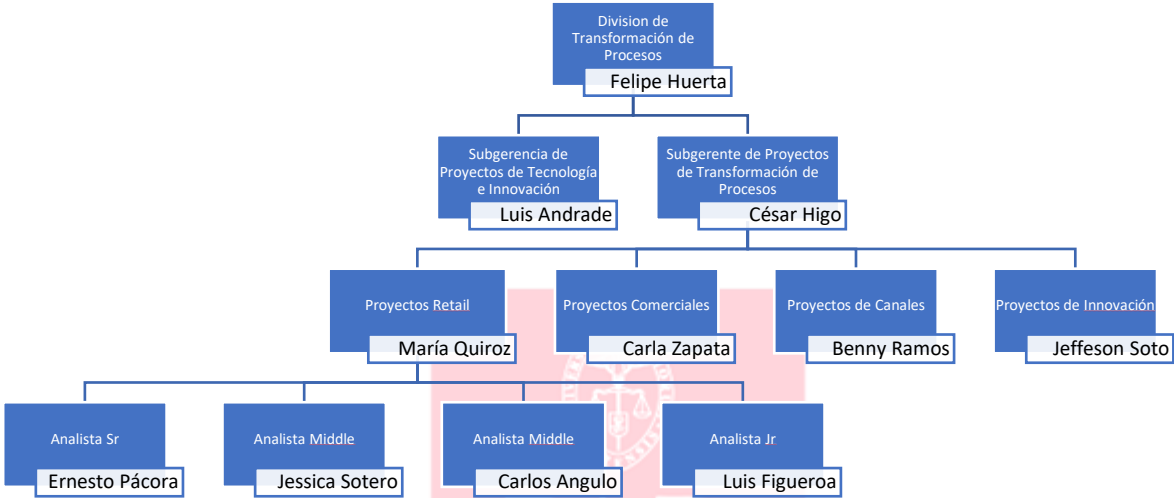 Division de
Transformación de
Procesos
Felipe Huerta
Subgerencia de
Proyectos de Tecnología
e Innovación
Luis Andrade
Subgerente de Proyectos
de Transformación de
Procesos
César Higo
Proyectos Retail
María Quiroz
Proyectos Comerciales
Carla Zapata
Proyectos de Canales
Benny Ramos
Proyectos de Innovación
Jeffeson Soto
Analista Sr
Ernesto Pácora
Analista Middle
Jessica Sotero
Analista Middle
Carlos Angulo
Analista Jr
Luis Figueroa